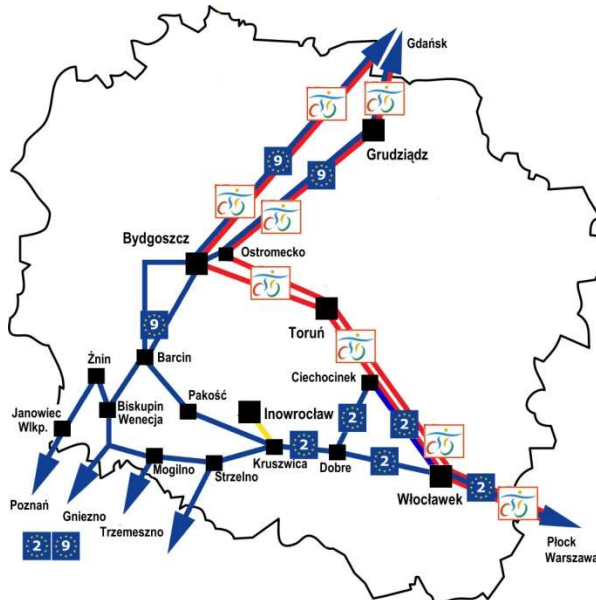 Gdańsk
Grudziądz
9
9
Bydgoszcz
Ostromecko
Toruń
9
Barcin
Żnin
Ciechocinek
Janowiec
Wlkp.
Biskupin
Wenecja
Pakość
Inowrocław
2
2
2
2
2
Kruszwica
Dobre
Mogilno
Strzelno
Włocławek
Poznań
Gniezno
Trzemeszno
Płock
Warszawa
2
9